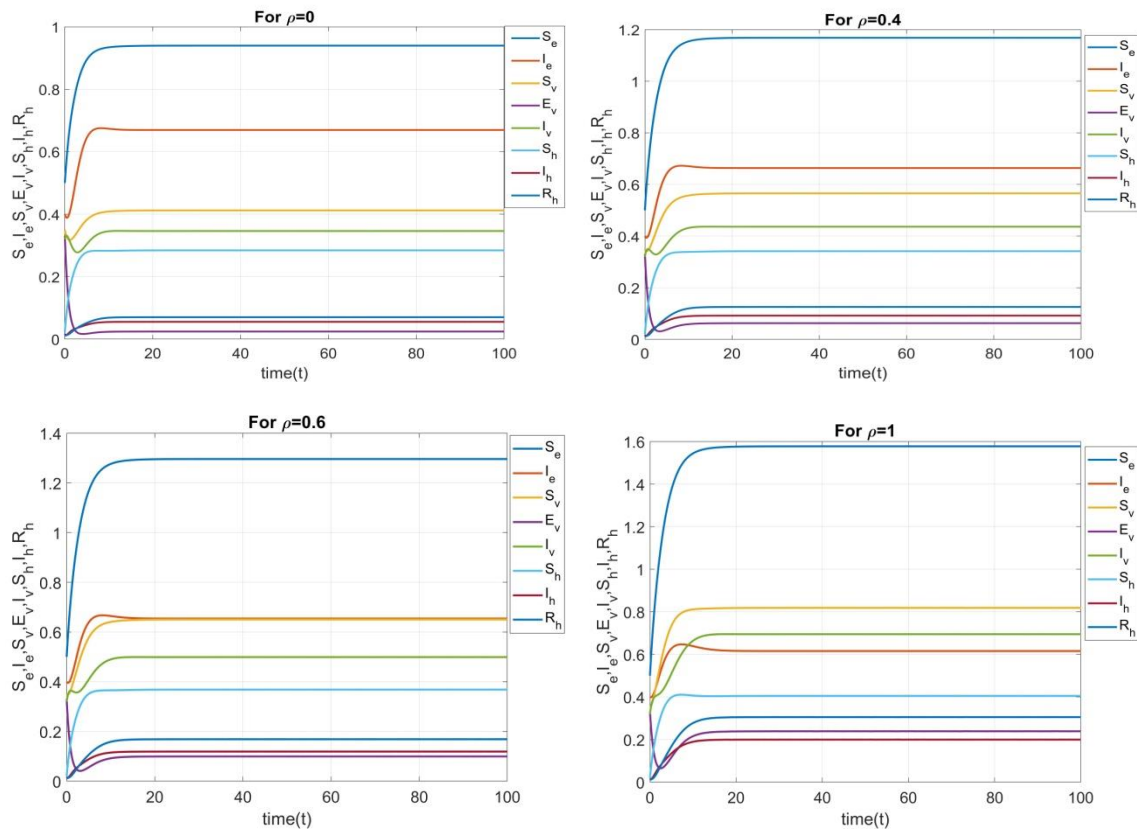 For ρ=0
1
0.8
0.6
0.4
0.2
0
0 20 40 60 80 100
time(t)
S_e,I_e,S_v,E_v,I_v,S_h,I_h,R_h
S_e
I_e
S_v
E_v
I_v
S_h
I_h
R_h
For ρ=0.4
1.2
1
0.8
0.6
0.4
0.2
0
0 20 40 60 80 100
time(t)
S_e,I_e,S_v,E_v,I_v,S_h,I_h,R_h
S_e
I_e
S_v
E_v
I_v
S_h
I_h
R_h
For ρ=0.6
1.4
1.2
1
0.8
0.6
0.4
0.2
0
0 20 40 60 80 100
time(t)
S_e,I_e,S_v,E_v,I_v,S_h,I_h,R_h
S_e
I_e
S_v
E_v
I_v
S_h
I_h
R_h
For ρ=1
1.6
1.4
1.2
1
0.8
0.6
0.4
0.2
0
0 20 40 60 80 100
time(t)
S_e,I_e,S_v,E_v,I_v,S_h,I_h,R_h
S_e
I_e
S_v
E_v
I_v
S_h
I_h
R_h